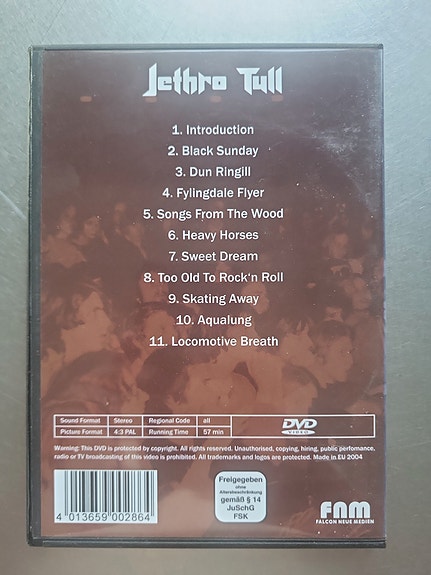 Jethro Tull
1. Introduction
2. Black Sunday
3. Dun Ringill
4. Fylingdale Flyer
5. Songs From The Wood
6. Heavy Horses
7. Sweet Dream
8. Too Old To Rock'n Roll
9. Skating Away
10. Aqualung
11. Locomotive Breath
Sound Format Stereo Regional Code all
Picture Format 4:3 PAL Running Time 57 min
DVD
VIDEO
Warning: This DVD is protected by copyright. All rights reserved. Unauthorised, copying, hiring, public perfomance,
radio or TV broadcasting of this video is prohibited. All trademarks and logos are protected. Made in EU 2004
4 013659 002864
Freigegeben
ohne
Altersbeschränkung
gemäß § 14
JuSchG
FSK
FNM
FALCON NEUE MEDIEN